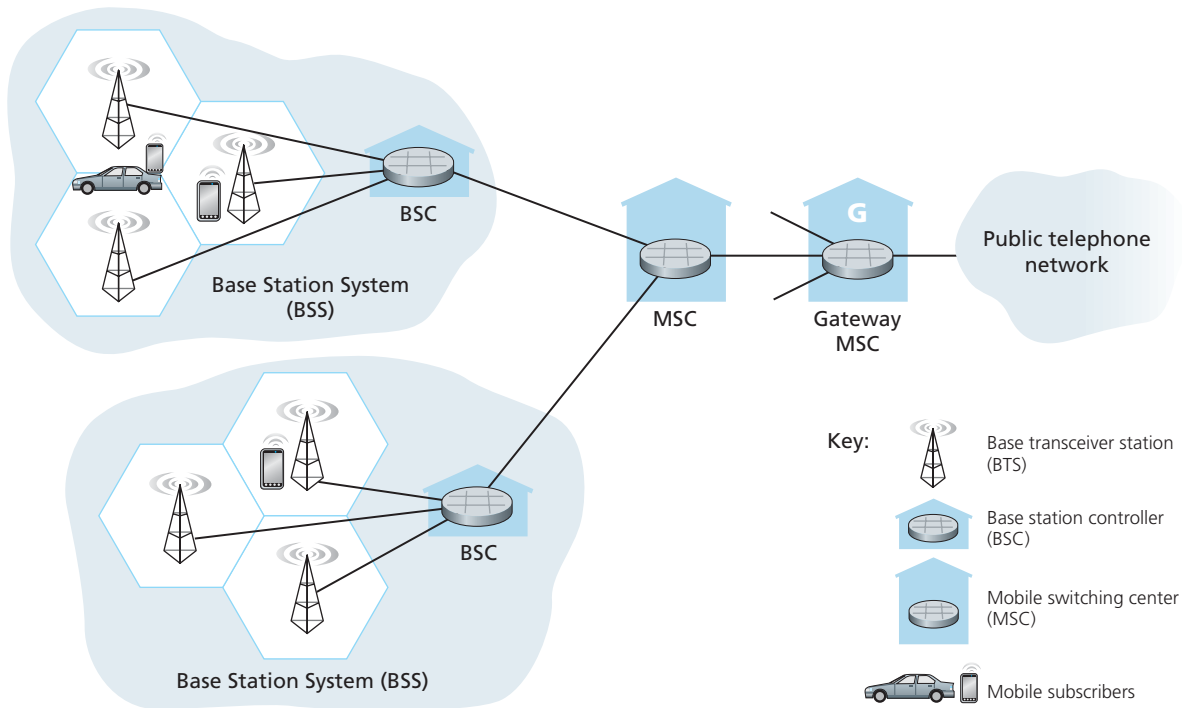 BSC
Base Station System
(BSS)
MSC
G
Gateway
MSC
Public telephone
network
BSC
Base Station System (BSS)
Key:
Base transceiver station
(BTS)
Base station controller
(BSC)
Mobile switching center
(MSC)
Mobile subscribers